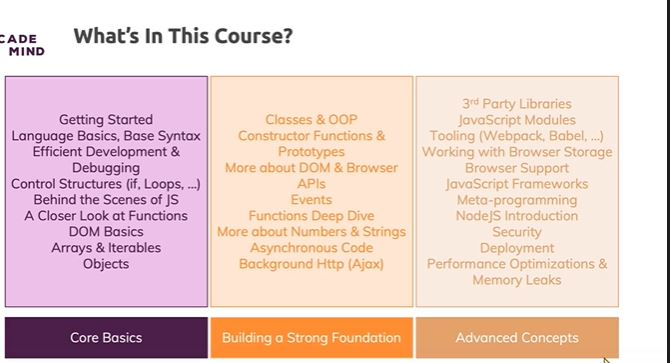 CADE
MIND
What's In This Course?
Getting Started
Language Basics, Base Syntax
Efficient Development &
Debugging
Control Structures (if, Loops, ...)
Behind the Scenes of JS
A Closer Look at Functions
DOM Basics
Arrays & Iterables
Objects
Core Basics
Classes & OOP
Constructor Functions &
Prototypes
More about DOM & Browser
APIs
Events
Functions Deep Dive
More about Numbers & Strings
Asynchronous Code
Background Http (Ajax)
Building a Strong Foundation
3rd Party Libraries
JavaScript Modules
Tooling (Webpack, Babel, ...)
Working with Browser Storage
Browser Support
JavaScript Frameworks
Meta-programming
NodeJS Introduction
Security
Deployment
Performance Optimizations &
Memory Leaks
Advanced Concepts